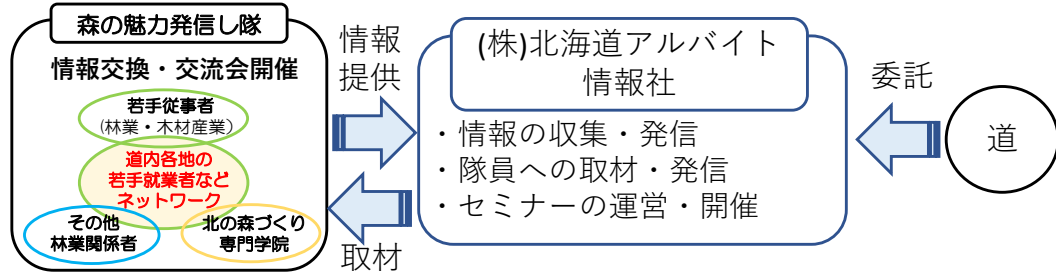 森の魅力発信し隊
情報交換・交流会開催
若手従事者
(林業・木材産業)
道内各地の
若手就業者など
ネットワーク
その他
林業関係者
北の森づくり
専門学院
情報
提供
取材
(株)北海道アルバイト
情報社
・情報の収集・発信
・隊員への取材・発信
・セミナーの運営・開催
委託
道